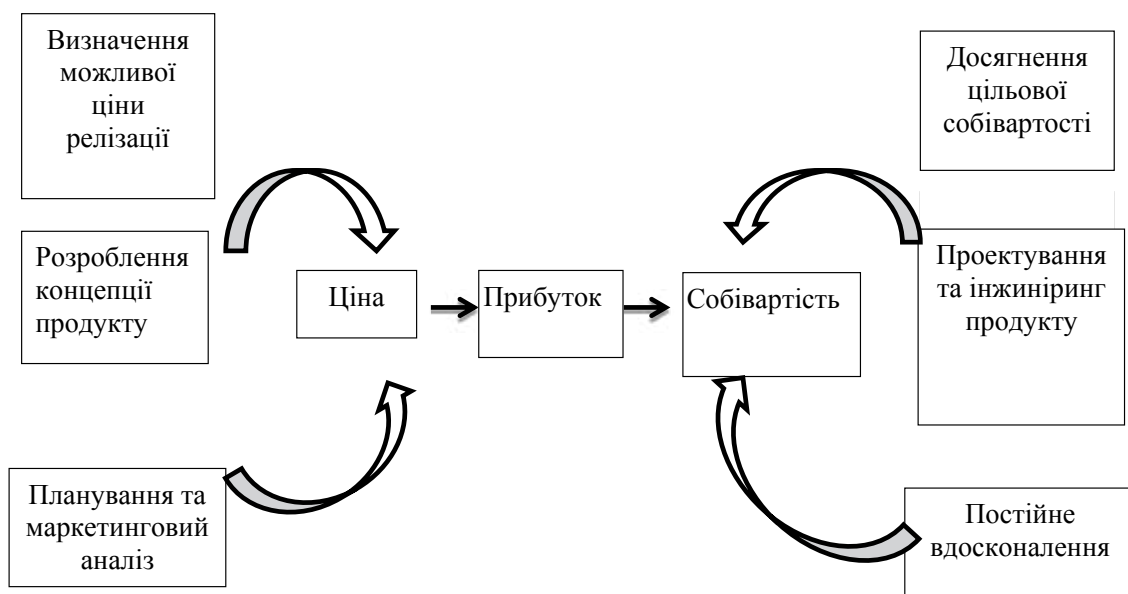 Визначення
можливої
ціни
релізації
Розроблення
концепції
продукту
Планування та
маркетинговий
аналіз
Ціна
Прибуток
Собівартість
Досягнення
цільової
собівартості
Проектування
та інжиніринг
продукту
Постійне
вдосконалення